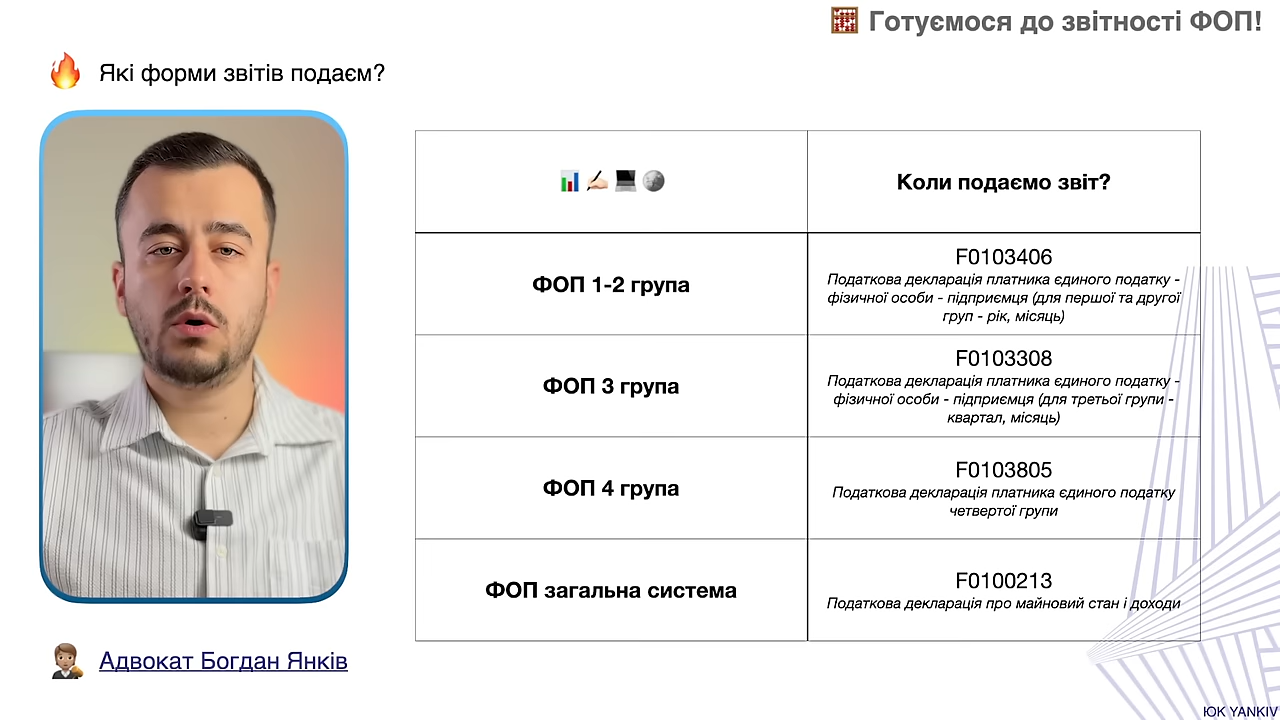 Готуємося до звітності ФОП!
Які форми звітів подаєм?
Коли подаємо звіт?
ФОП 1-2 група
F0103406
Податкова декларація платника єдиного податку -
фізичної особи - підприємця (для першої та другої
груп - рік, місяць)
ФОП 3 група
F0103308
Податкова декларація платника єдиного податку -
фізичної особи - підприємця (для третьої групи -
квартал, місяць)
ФОП 4 група
F0103805
Податкова декларація платника єдиного податку
четвертої групи
ФОП загальна система
F0100213
Податкова декларація про майновий стан і доходи
Адвокат Богдан Янків
ЮК YANKIV